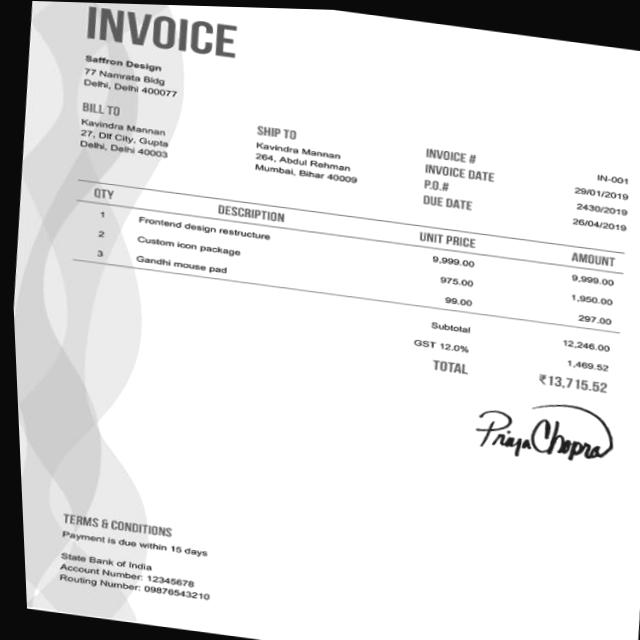 INVOICE
Saffron Design
77 Namrata Bldg
Delhi, Delhi 400077
BILL TO
Kavindra Mannan
27, Dlf City, Gupta
Delhi, Delhi 40003
SHIP TO
Kavindra Mannan
264, Abdul Rehman
Mumbai, Bihar 40009
INVOICE # IN-001
INVOICE DATE 29/01/2019
P.O.# 2430/2019
DUE DATE 26/04/2019
QTY DESCRIPTION UNIT PRICE AMOUNT
1 Frontend design restructure 9,999.00 9,999.00
2 Custom icon package 975.00 1,950.00
3 Gandhi mouse pad 99.00 297.00
Subtotal 12,246.00
GST 12.0% 1,469.52
TOTAL ₹13,715.52
Priya Chopra
TERMS & CONDITIONS
Payment is due within 15 days
State Bank of India
Account Number: 12345678
Routing Number: 09876543210